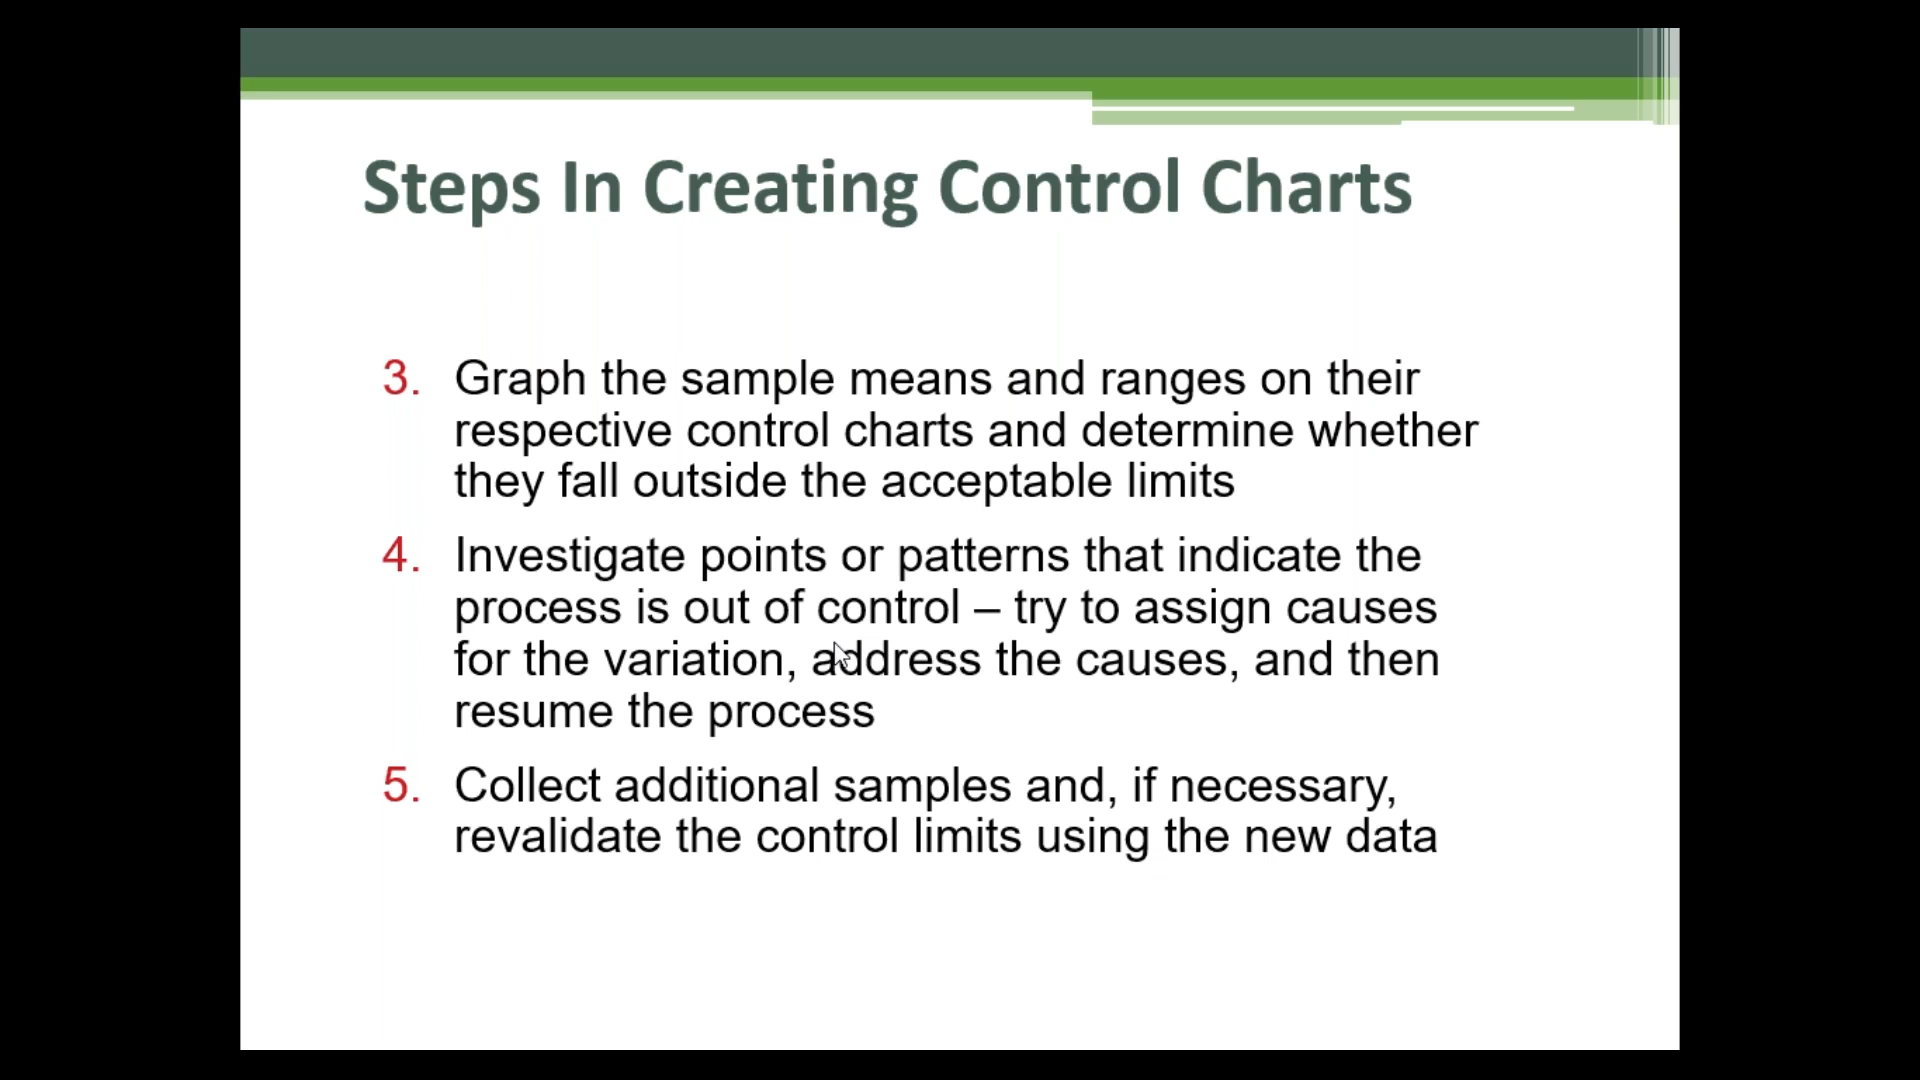 Steps In Creating Control Charts
3. Graph the sample means and ranges on their
respective control charts and determine whether
they fall outside the acceptable limits
4. Investigate points or patterns that indicate the
process is out of control – try to assign causes
for the variation, address the causes, and then
resume the process
5. Collect additional samples and, if necessary,
revalidate the control limits using the new data